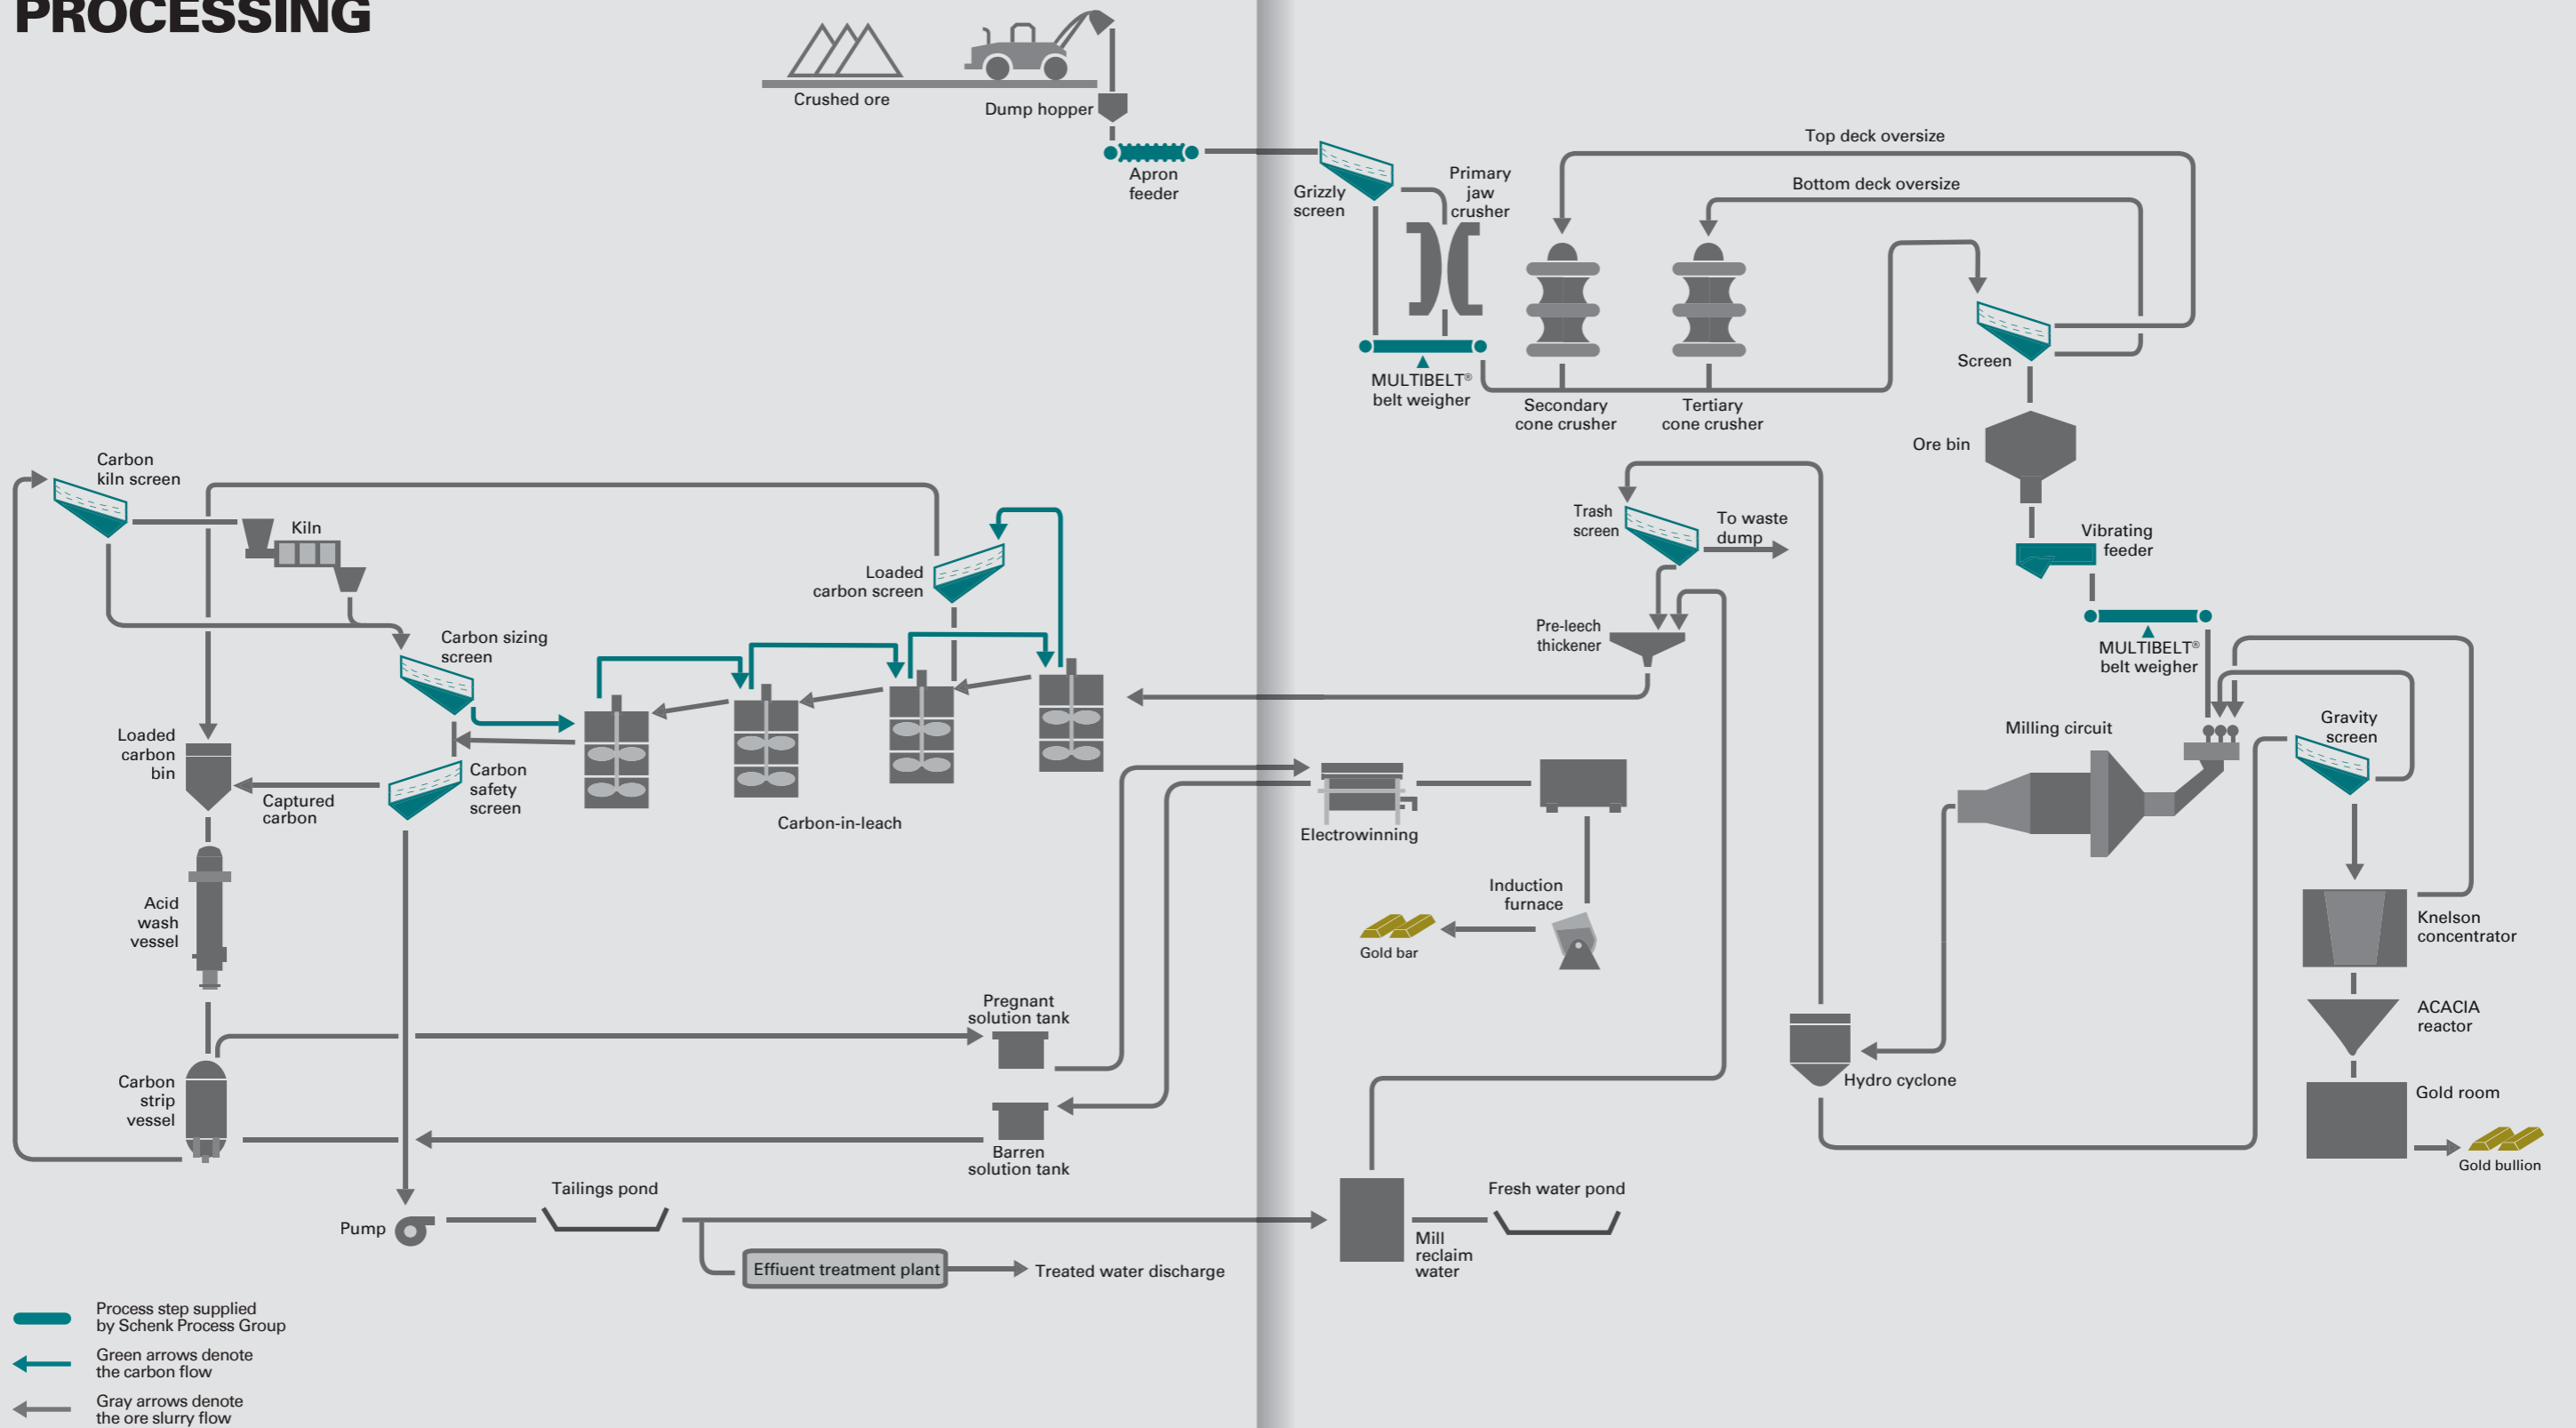 PROCESSING
Crushed ore
Dump hopper
Apron
feeder
Grizzly
screen
Primary
jaw
crusher
Top deck oversize
Bottom deck oversize
MULTIBELT®
belt weigher
Secondary
cone crusher
Tertiary
cone crusher
Screen
Ore bin
Vibrating
feeder
MULTIBELT®
belt weigher
Milling circuit
Gravity
screen
Knelson
concentrator
ACACIA
reactor
Gold room
Gold bullion
Hydro cyclone
Trash
screen
To waste
dump
Pre-leech
thickener
Carbon
kiln screen
Kiln
Loaded
carbon screen
Carbon sizing
screen
Loaded
carbon
bin
Captured
carbon
Carbon
safety
screen
Carbon-in-leach
Electrowinning
Induction
furnace
Gold bar
Acid
wash
vessel
Pregnant
solution tank
Carbon
strip
vessel
Barren
solution tank
Pump
Tailings pond
Effiuent treatment plant
Treated water discharge
Mill
reclaim
water
Fresh water pond
Process step supplied
by Schenk Process Group
Green arrows denote
the carbon flow
Gray arrows denote
the ore slurry flow